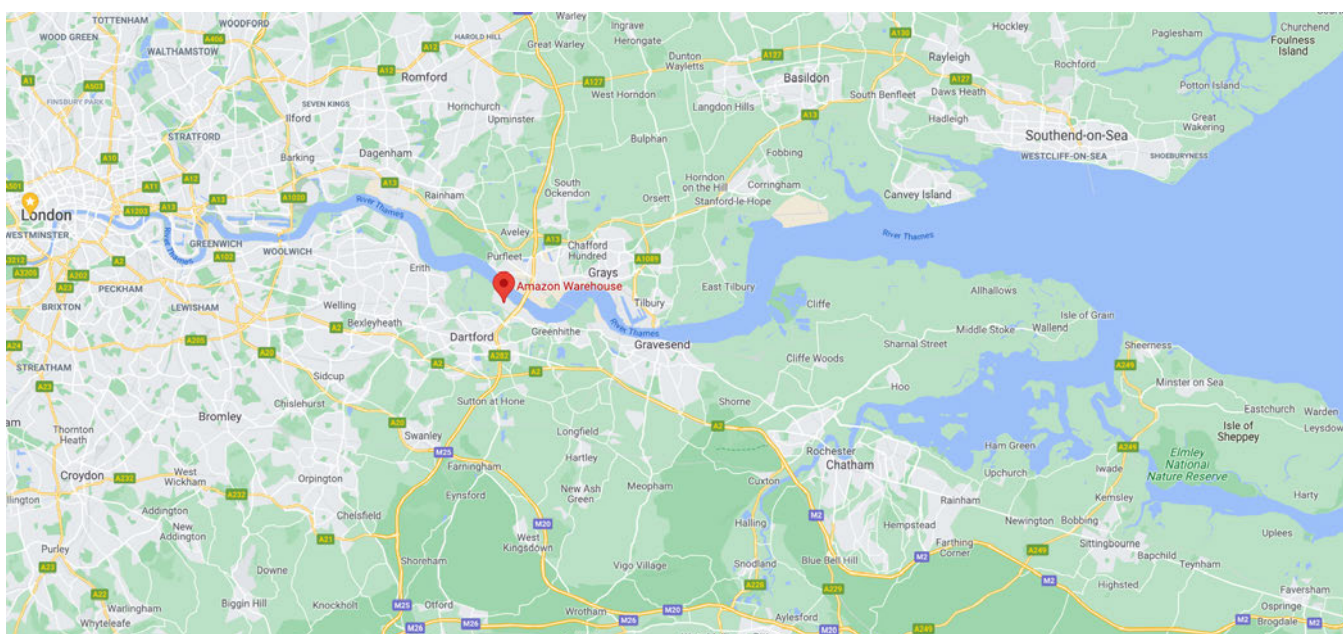 TOTTENHAM
WOODFORD
Warley
Ingrave
Herongate
Hockley
Paglesham
Churchend
Foulness
Island
WOOD GREEN
A406
WALTHAMSTOW
A12
HAROLD HILL
Great Warley
Dunton
Wayletts
A127
A130
Rayleigh
Rochford
A1
A503
A12
Romford
A127
Basildon
A127
Potton Island
FINSBURY PARK
SEVEN KINGS
Hornchurch
Upminster
West Horndon
Langdon Hills
South Benfleet
Daws Heath
Great
Wakering
STRATFORD
Ilford
A13
Hadleigh
Southend-on-Sea
A10
Barking
Dagenham
Bulphan
Fobbing
WESTCLIFF-ON-SEA
SHOEBURYNESS
A501
A11
A12
A13
A13
A1020
Rainham
South
Ockendon
Horndon
on the Hill
Corringham
Canvey Island
London
A1203
River Thames
Orsett
Stanford-le-Hope
WESTMINSTER
River Thames
GREENWICH
WOOLWICH
Aveley
A13
Chafford
Hundred
River Thames
A3212
A2
A102
Purfleet
A1089
A3205
A202
Erith
Grays
A23
PECKHAM
Amazon Warehouse
East Tilbury
Allhallows
BRIXTON
LEWISHAM
Welling
Tilbury
Cliffe
Isle of Grain
A205
A2
Bexleyheath
Greenhithe
River Thames
Middle Stoke
Wallend
A24
Dartford
Gravesend
Sharnal Street
Sheerness
STREATHAM
A20
A282
A2
A2
Cliffe Woods
A249
Minster on Sea
A23
Sidcup
Hoo
Bromley
Chislehurst
Sutton at Hone
Shorne
Eastchurch
Warden
Thornton
Heath
A20
Swanley
Longfield
A2
Isle of
Sheppey
Leysdow
M25
Rochester
Ham Green
A249
Croydon
A232
West
Wickham
A232
Orpington
Farningham
Hartley
Chatham
Upchurch
Iwade
Elmley
National
Nature Reserve
llington
Addington
Eynsford
New Ash
Green
Meopham
Cuxton
Rainham
Kemsley
Harty
New
Addington
Chelsfield
M20
Halling
M2
Hempstead
Newington
Bobbing
Uplees
Purley
A21
West
Kingsdown
Farthing
Corner
A249
Sittingbourne
A23
Downe
Shoreham
Vigo Village
Snodland
Blue Bell Hill
M2
Bapchild
Teynham
A22
Biggin Hill
Knockholt
M25
Otford
A228
A229
M2
Highsted
Faversham
Warlingham
Wrotham
M20
M2
Ospringe
Whyteleafe
M26
M26
Aylesford
M20
A249
Brogdale